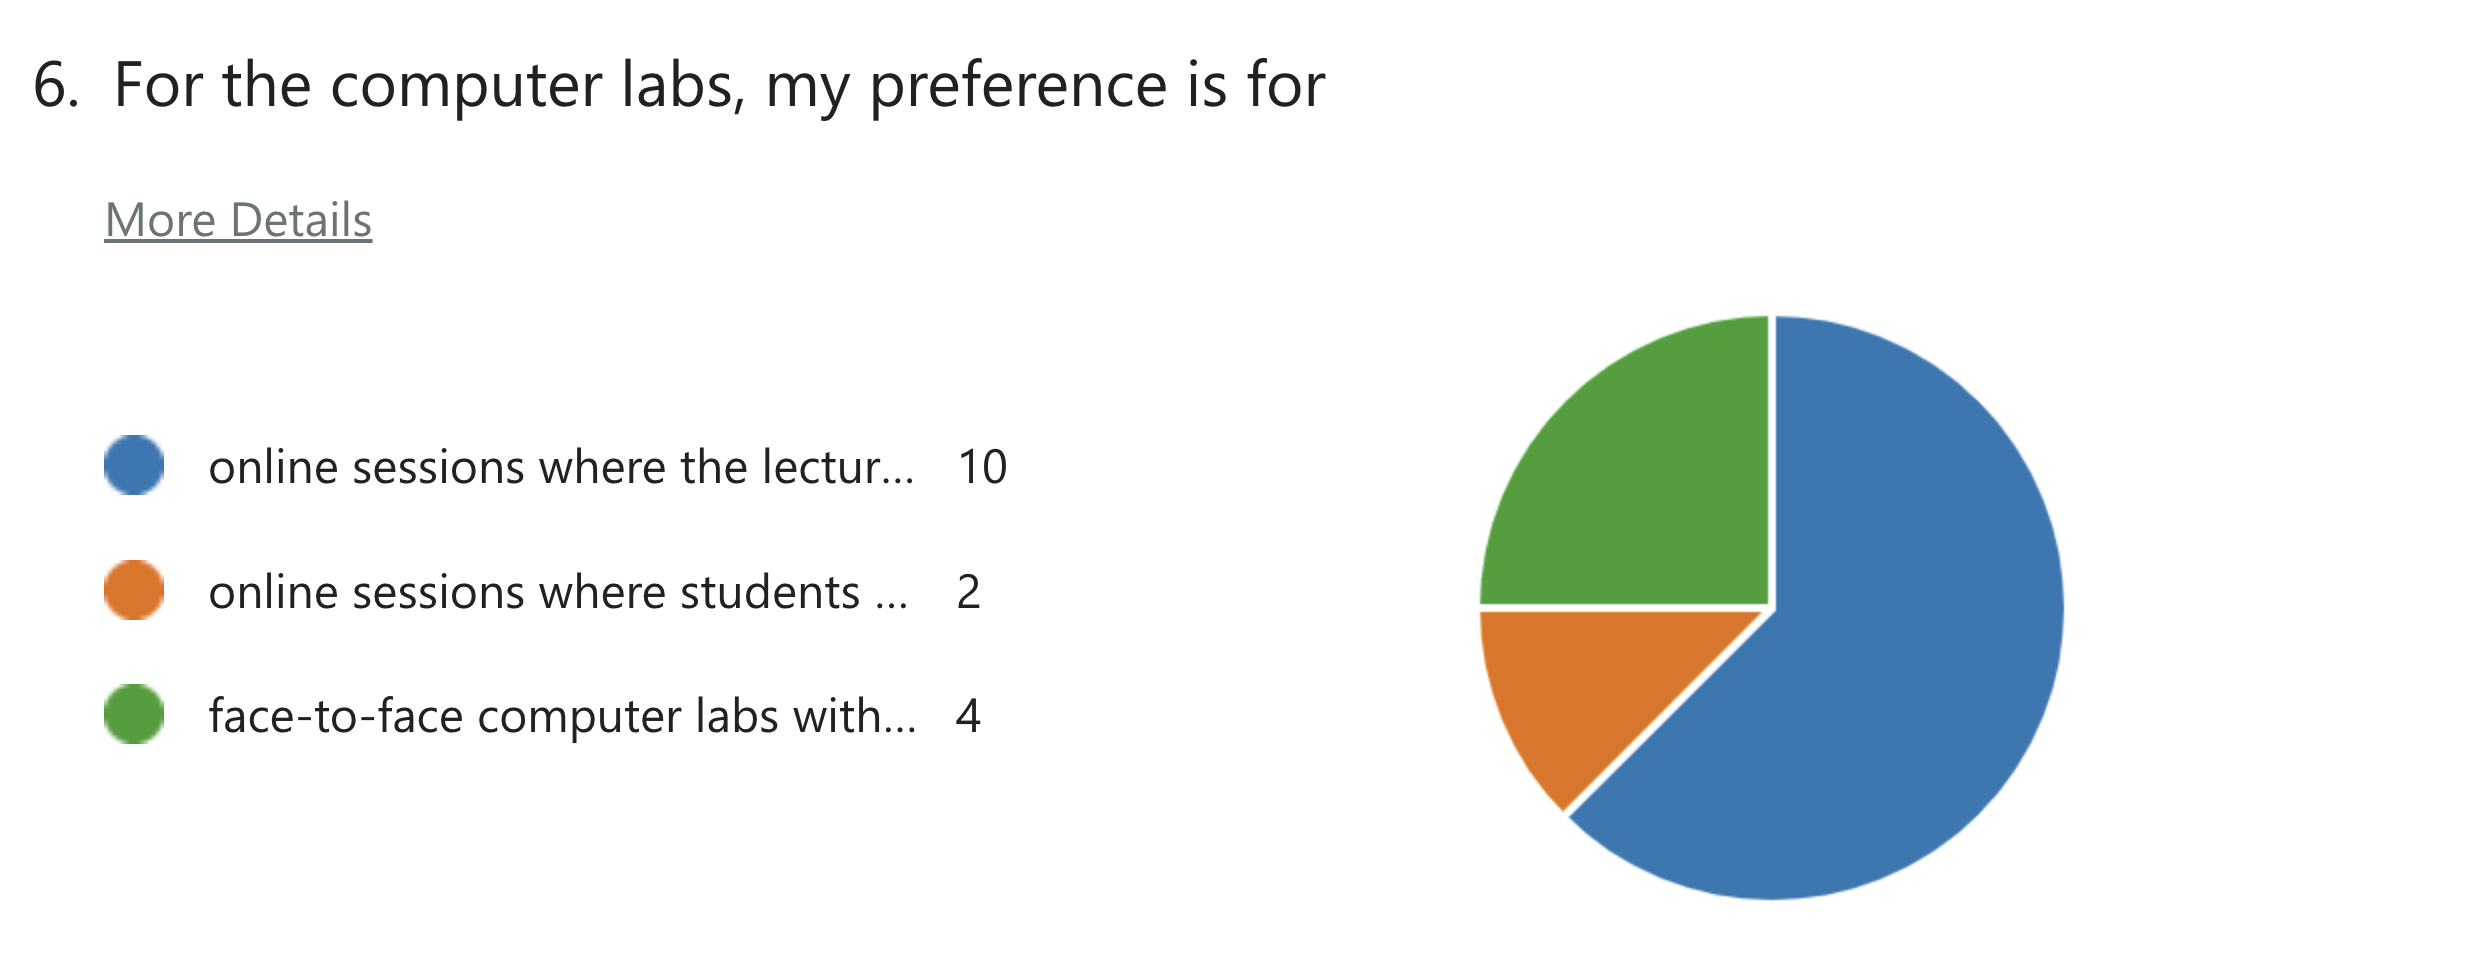 6. For the computer labs, my preference is for
More Details
online sessions where the lectur... 10
online sessions where students ... 2
face-to-face computer labs with... 4